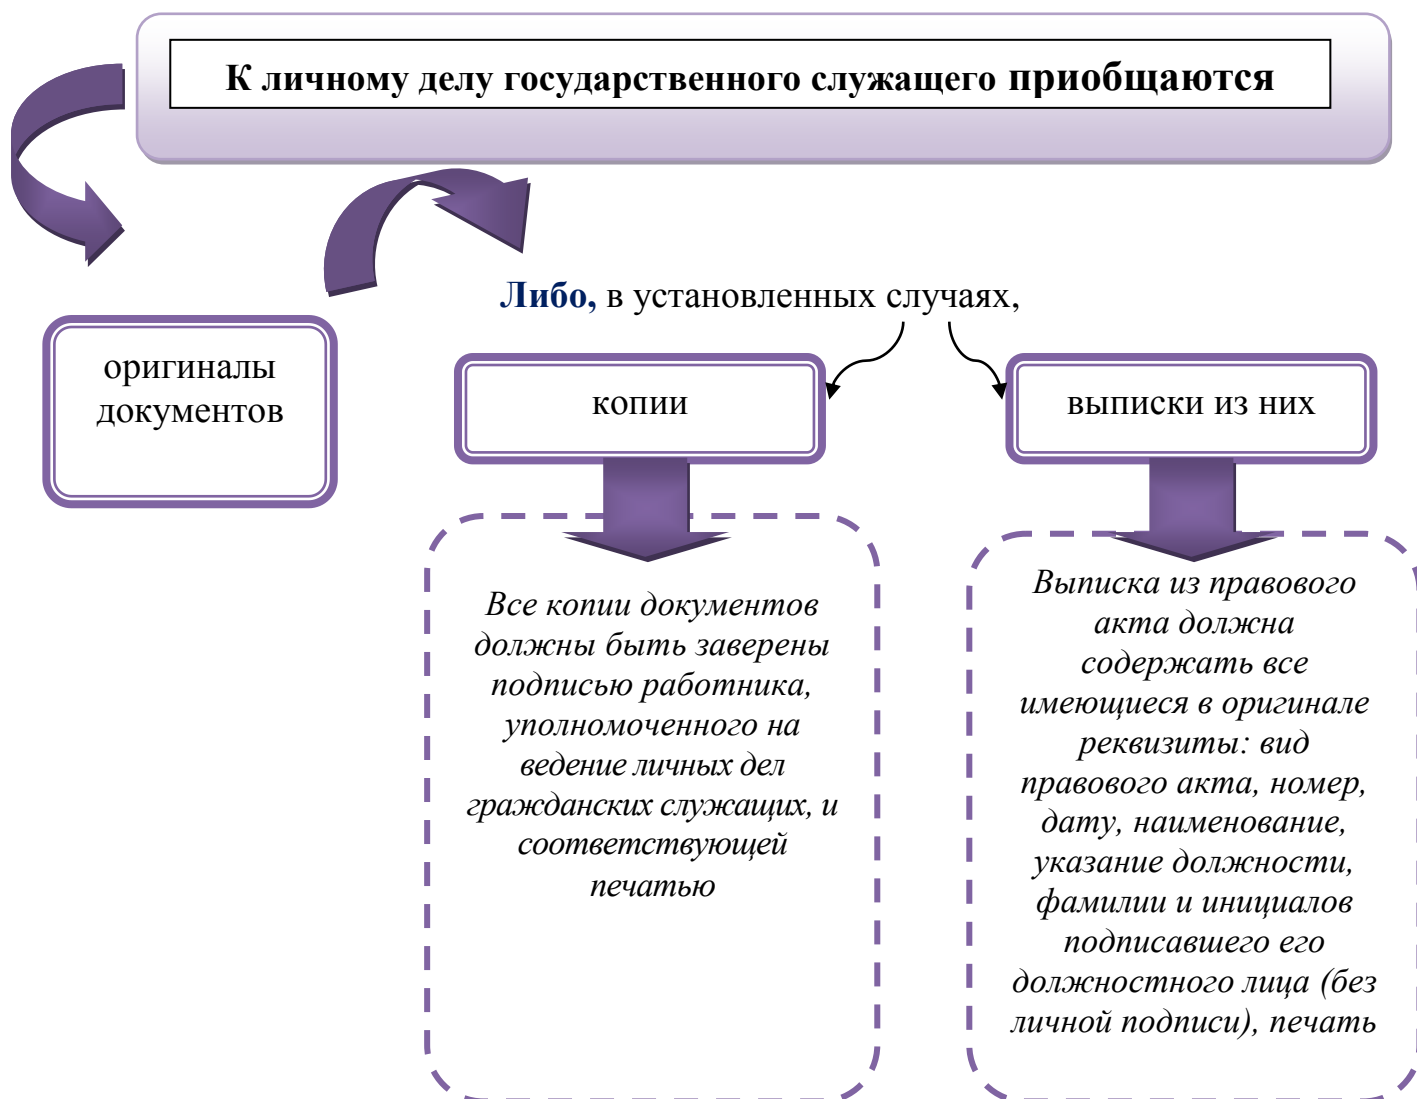 К личному делу государственного служащего приобщаются
Либо, в установленных случаях,
оригиналы
документов
копии
выписки из них
Все копии документов
должны быть заверены
подписью работника,
уполномоченного на
ведение личных дел
гражданских служащих, и
соответствующей
печатью
Выписка из правового
акта должна
содержать все
имеющиеся в оригинале
реквизиты: вид
правового акта, номер,
дату, наименование,
указание должности,
фамилии и инициалов
подписавшего его
должностного лица (без
личной подписи), печать